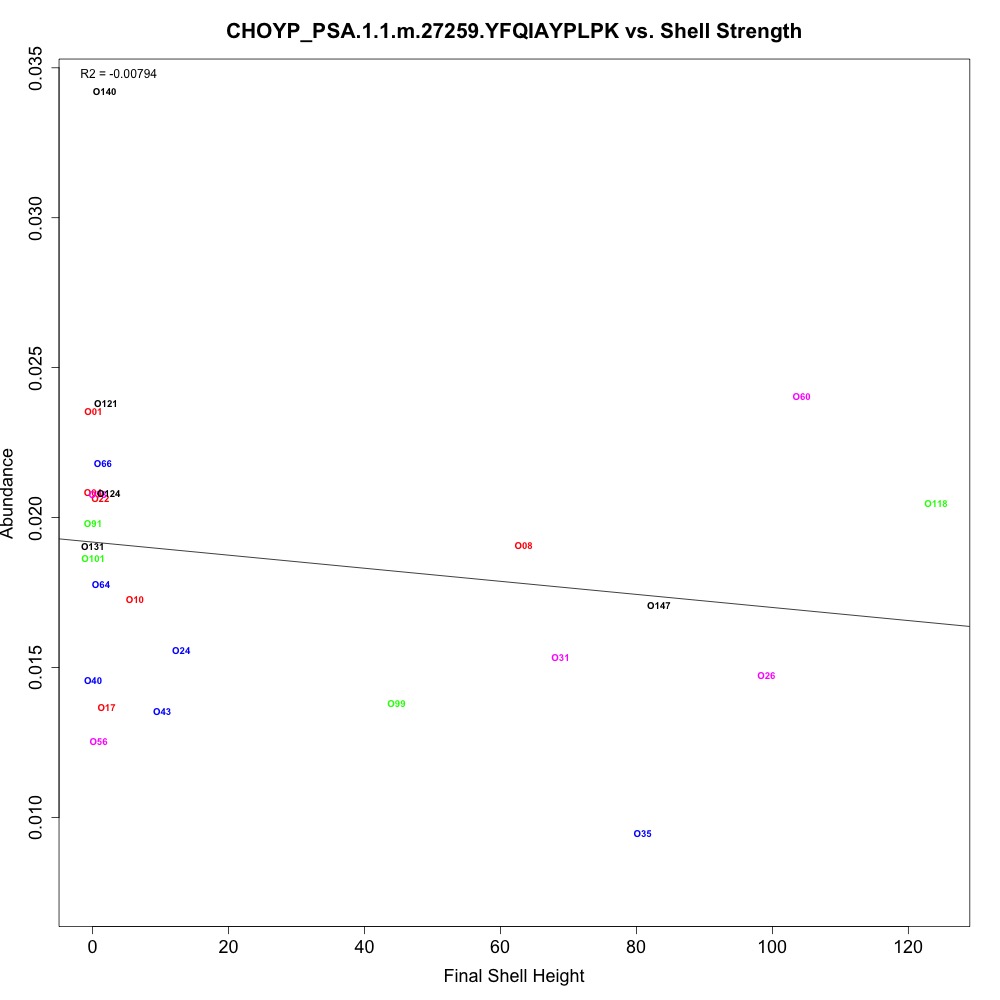 CHOYP_PSA.1.1.m.27259.YFQIAYPLPK vs. Shell Strength
R2 = -0.00794
O140
O121
O01
O60
O66
O124
O22
O118
O91
O131
O08
O101
O64
O10
O147
O24
O31
O26
O40
O99
O17
O43
O56
O35
0.035
0.030
0.025
0.020
0.015
0.010
Abundance
0 20 40 60 80 100 120
Final Shell Height